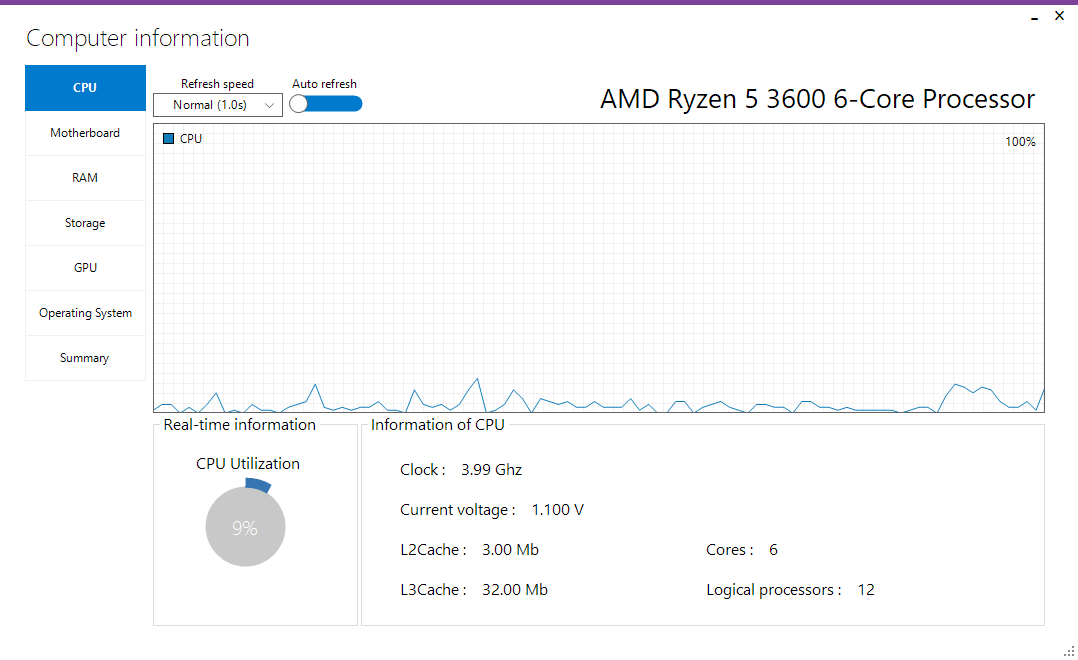 Computer information
CPU
Motherboard
RAM
Storage
GPU
Operating System
Summary
Refresh speed
Normal (1.0s)
Auto refresh
AMD Ryzen 5 3600 6-Core Processor
CPU
100%
Real-time information
CPU Utilization
9%
Information of CPU
Clock : 3.99 Ghz
Current voltage : 1.100 V
L2Cache : 3.00 Mb
Cores : 6
L3Cache : 32.00 Mb
Logical processors : 12